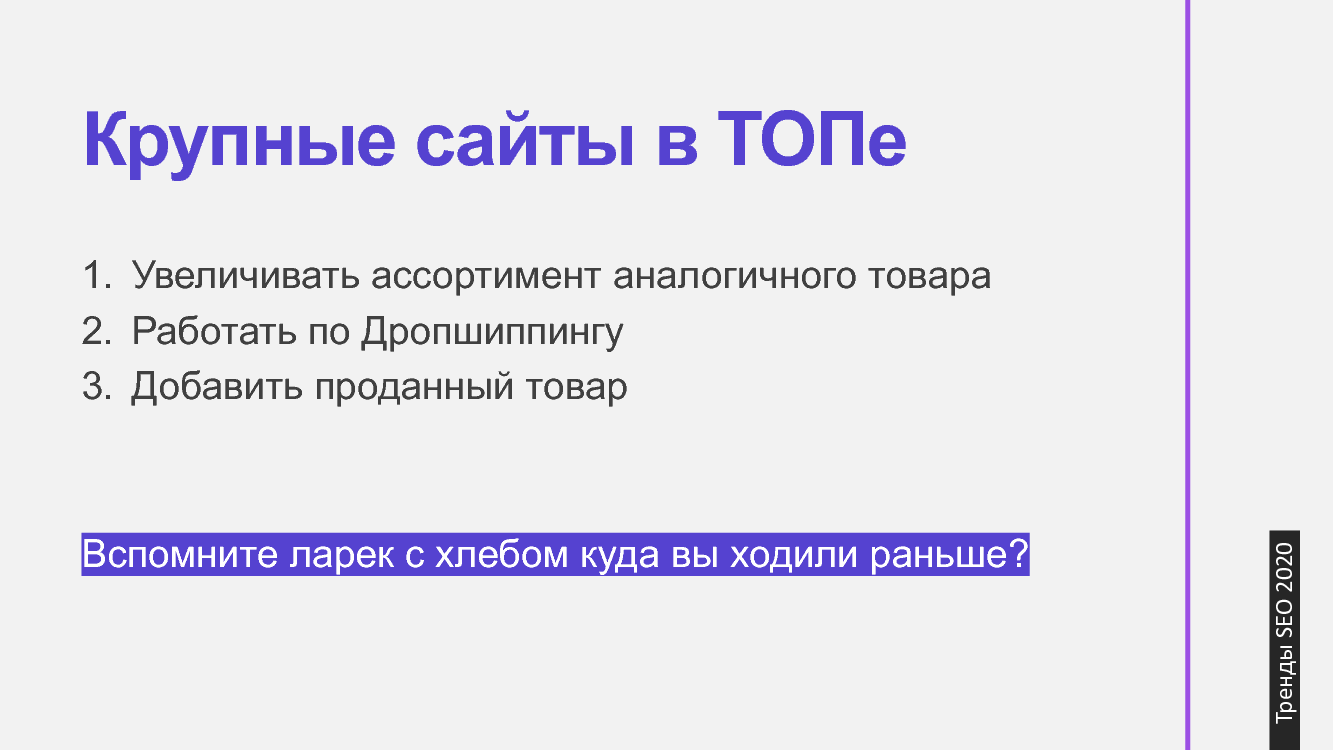 Крупные сайты в ТОПе
1. Увеличивать ассортимент аналогичного товара
2. Работать по Дропшиппингу
3. Добавить проданный товар
Вспомните ларек с хлебом куда вы ходили раньше?
Тренды SEO 2020